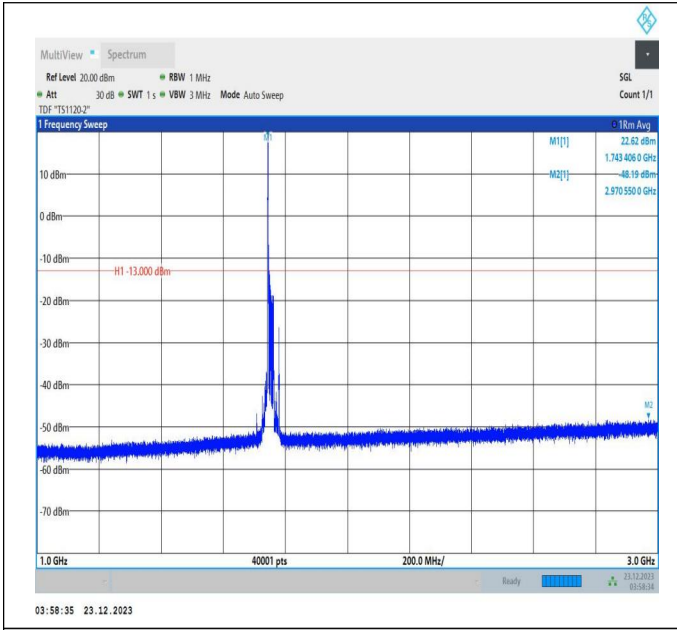 R S
MultiView Spectrum
Ref Level 20.00 dBm RBW 1 MHz SGL
Att 30 dB SWT 1 s VBW 3 MHz Mode Auto Sweep Count 1/1
TDF "TS1120-2"
1 Frequency Sweep 1Rm Avg
M1
M1[1] 22.62 dBm
1.743 406 0 GHz
10 dBm M2[1] -48.19 dBm
2.970 550 0 GHz
0 dBm
-10 dBm
H1 -13.000 dBm
-20 dBm
-30 dBm
-40 dBm
M2
-50 dBm
-60 dBm
-70 dBm
1.0 GHz 40001 pts 200.0 MHz/ 3.0 GHz
Ready 23.12.2023
03:58:34
03:58:35 23.12.2023